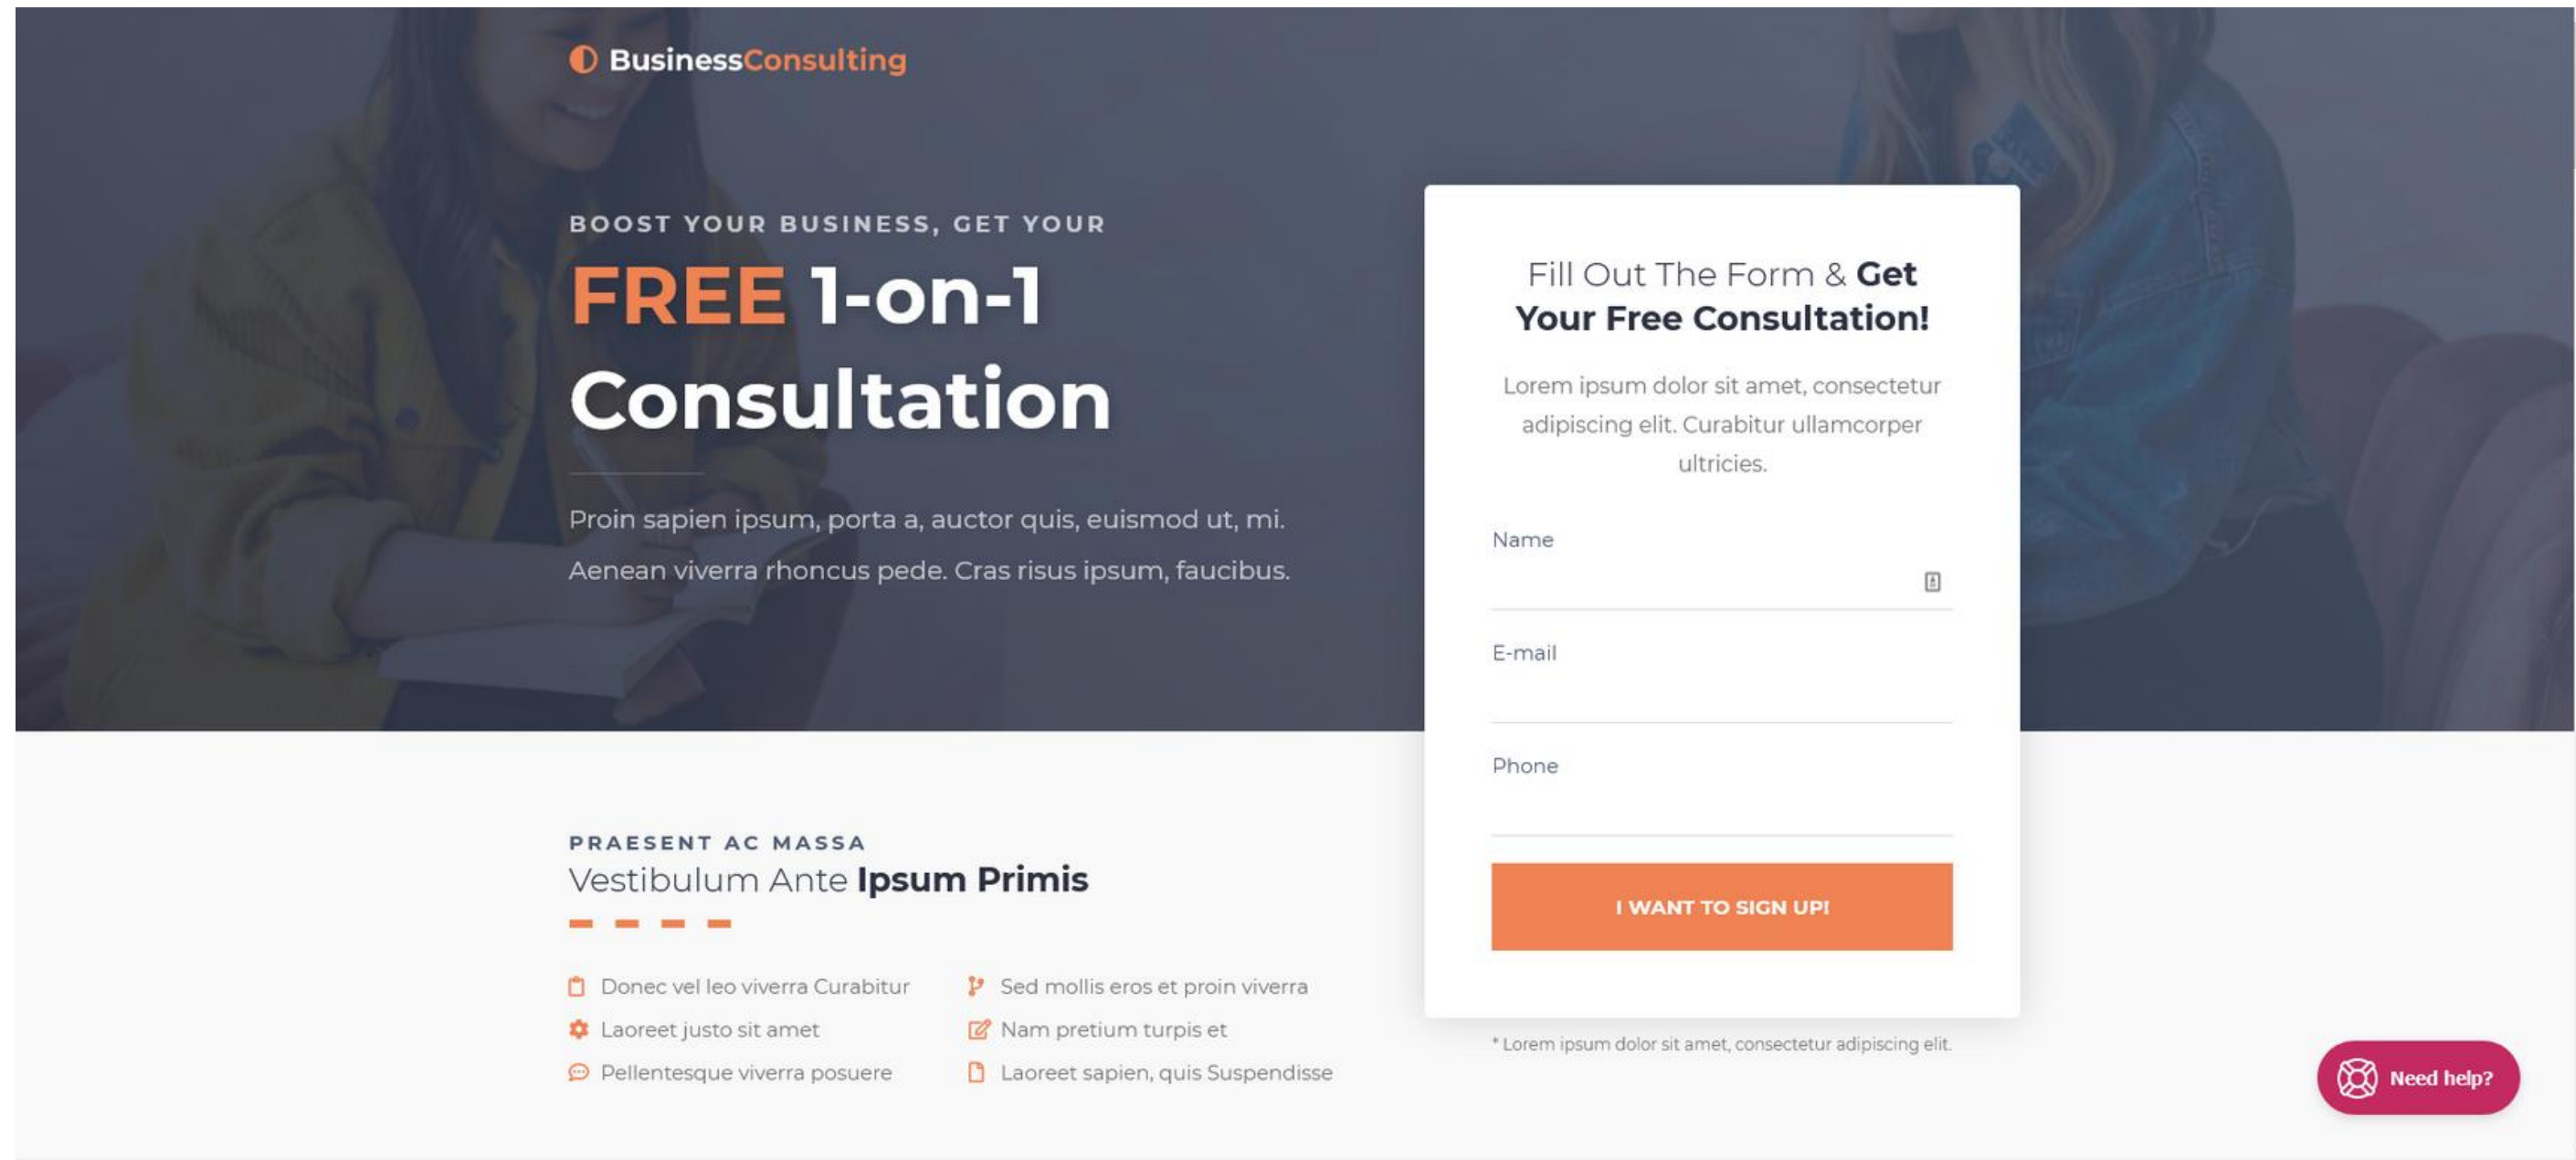 BusinessConsulting
BOOST YOUR BUSINESS, GET YOUR
FREE 1-on-1
Consultation
Proin sapien ipsum, porta a, auctor quis, euismod ut, mi.
Aenean viverra rhoncus pede. Cras risus ipsum, faucibus.
Fill Out The Form & Get
Your Free Consultation!
Lorem ipsum dolor sit amet, consectetur
adipiscing elit. Curabitur ullamcorper
ultricies.
Name
E-mail
Phone
I WANT TO SIGN UP!
* Lorem ipsum dolor sit amet, consectetur adipiscing elit.
PRAESENT AC MASSA
Vestibulum Ante Ipsum Primis
Donec vel leo viverra Curabitur
Laoreet justo sit amet
Pellentesque viverra posuere
Sed mollis eros et proin viverra
Nam pretium turpis et
Laoreet sapien, quis Suspendisse
Need help?